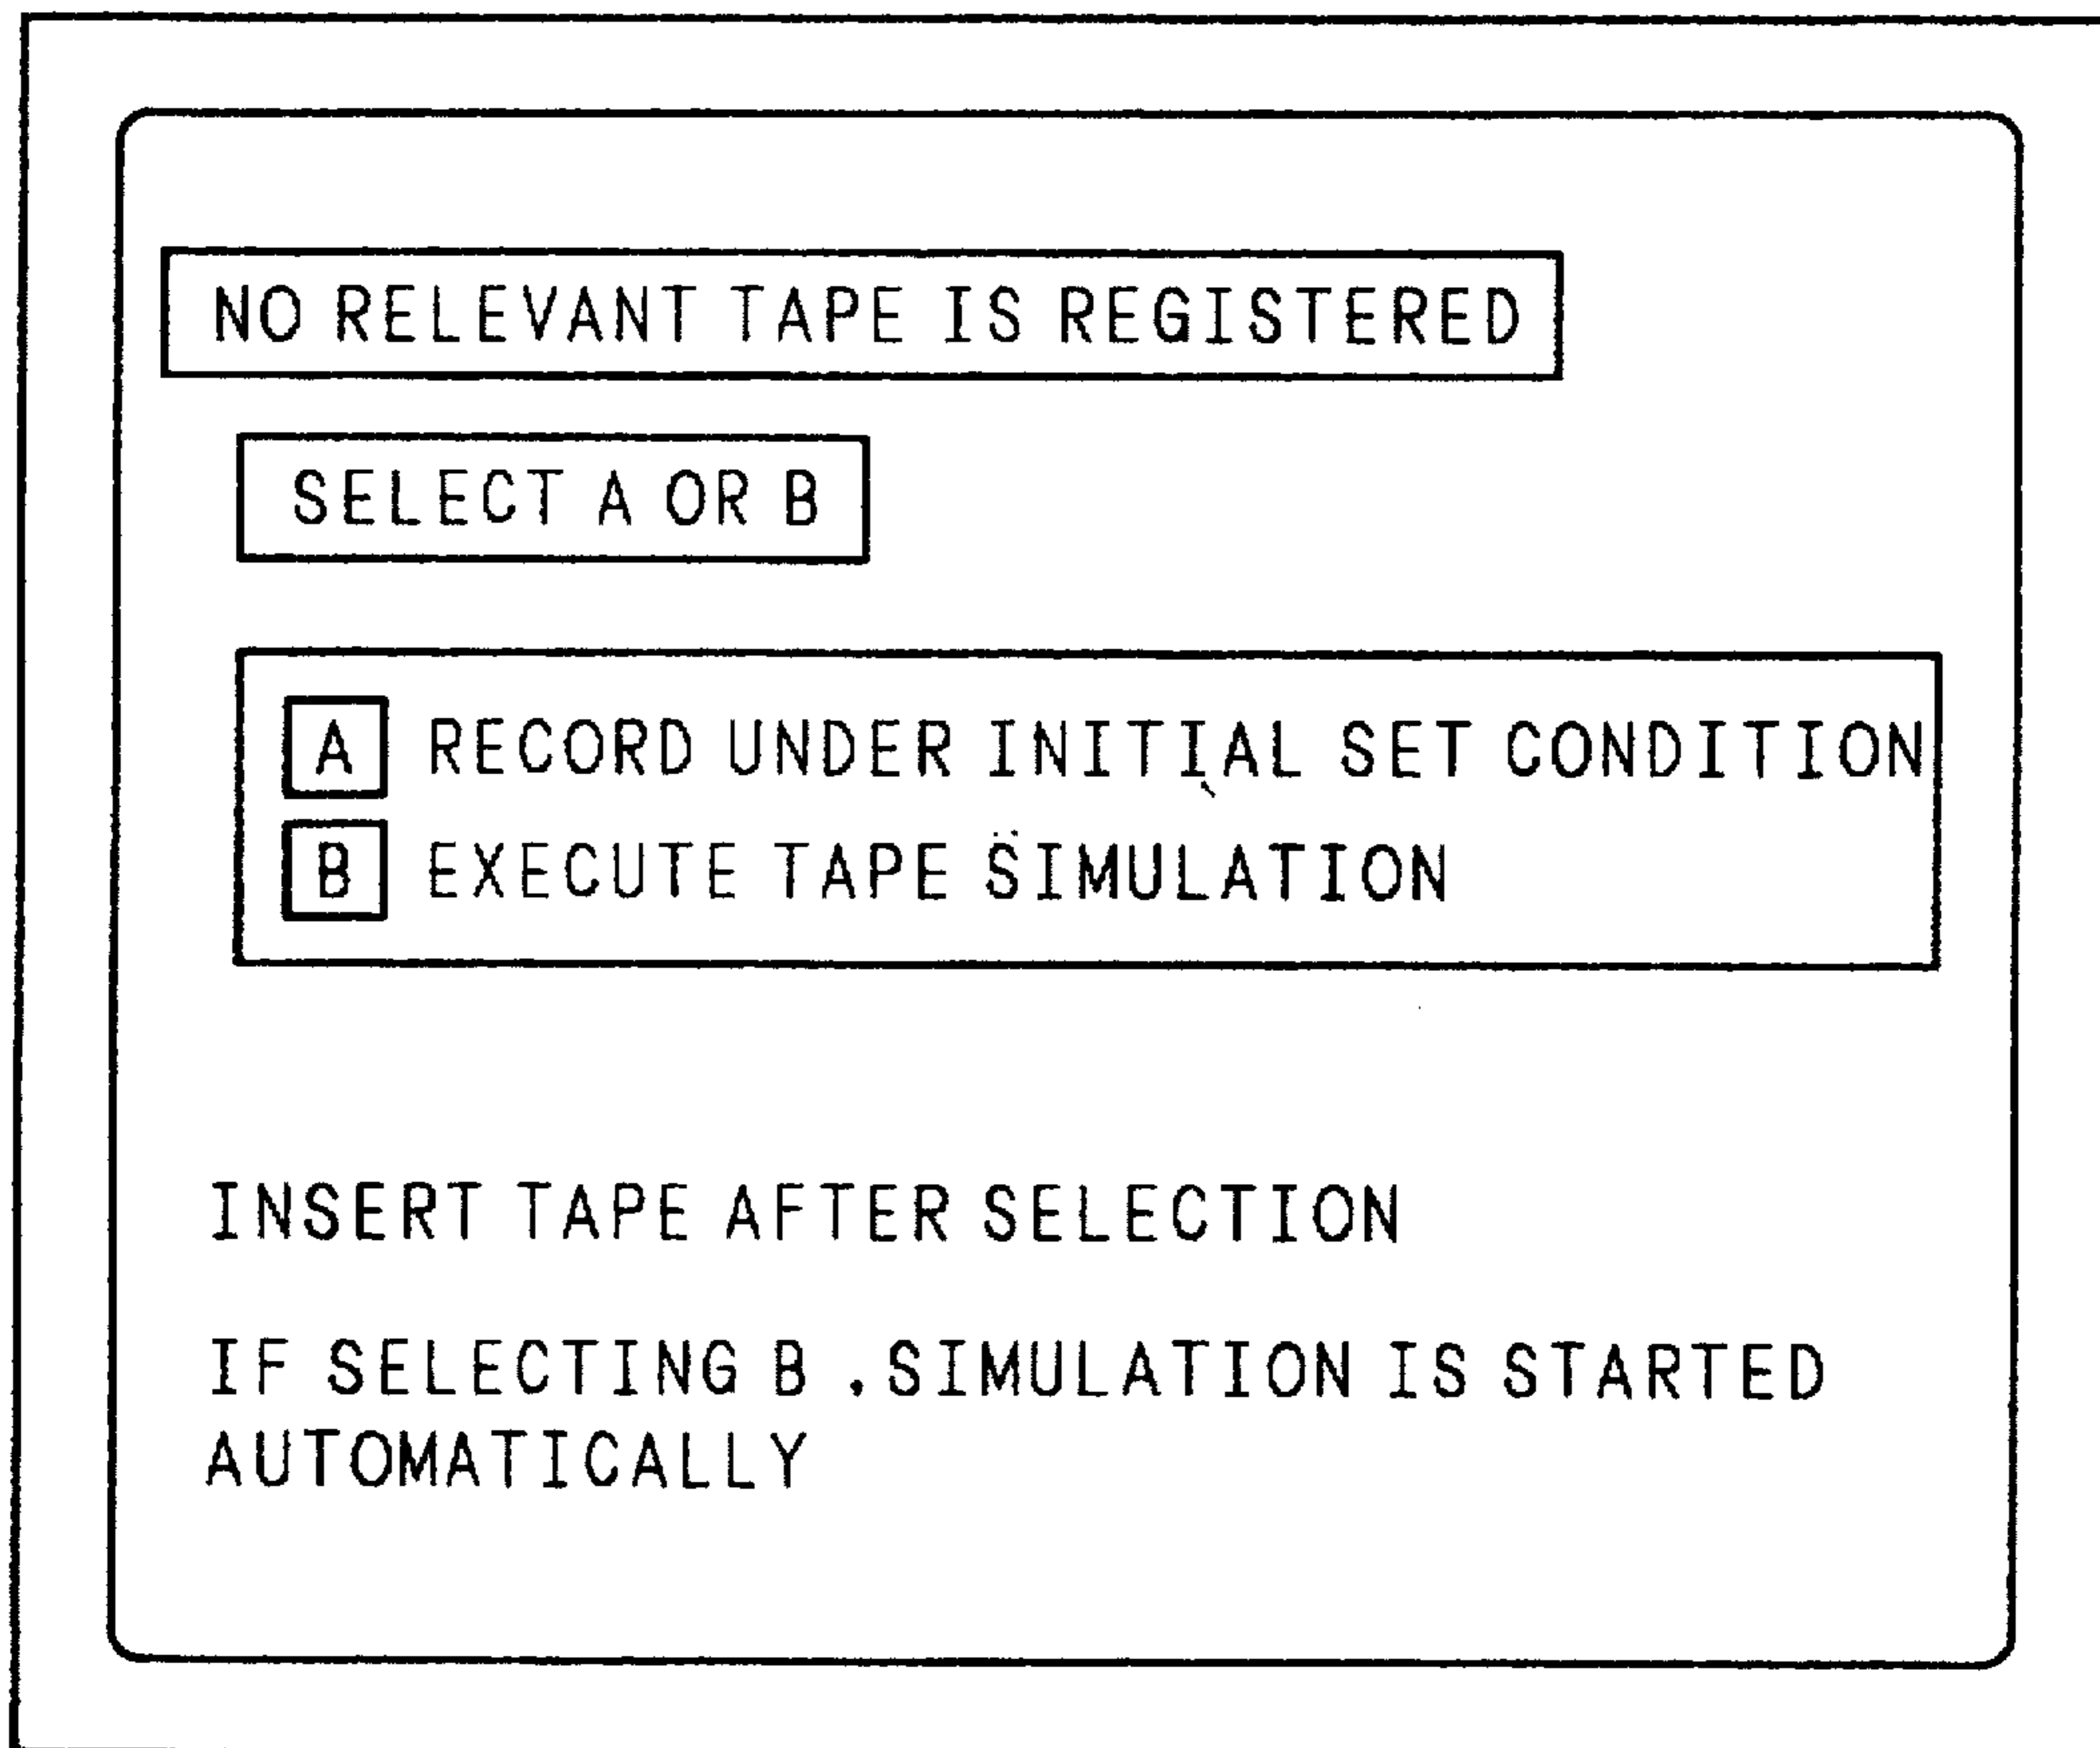 NO RELEVANT TAPE IS REGISTERED
SELECT A OR B
A RECORD UNDER INITIAL SET CONDITION
B EXECUTE TAPE SIMULATION
INSERT TAPE AFTER SELECTION
IF SELECTING B .SIMULATION IS STARTED
AUTOMATICALLY